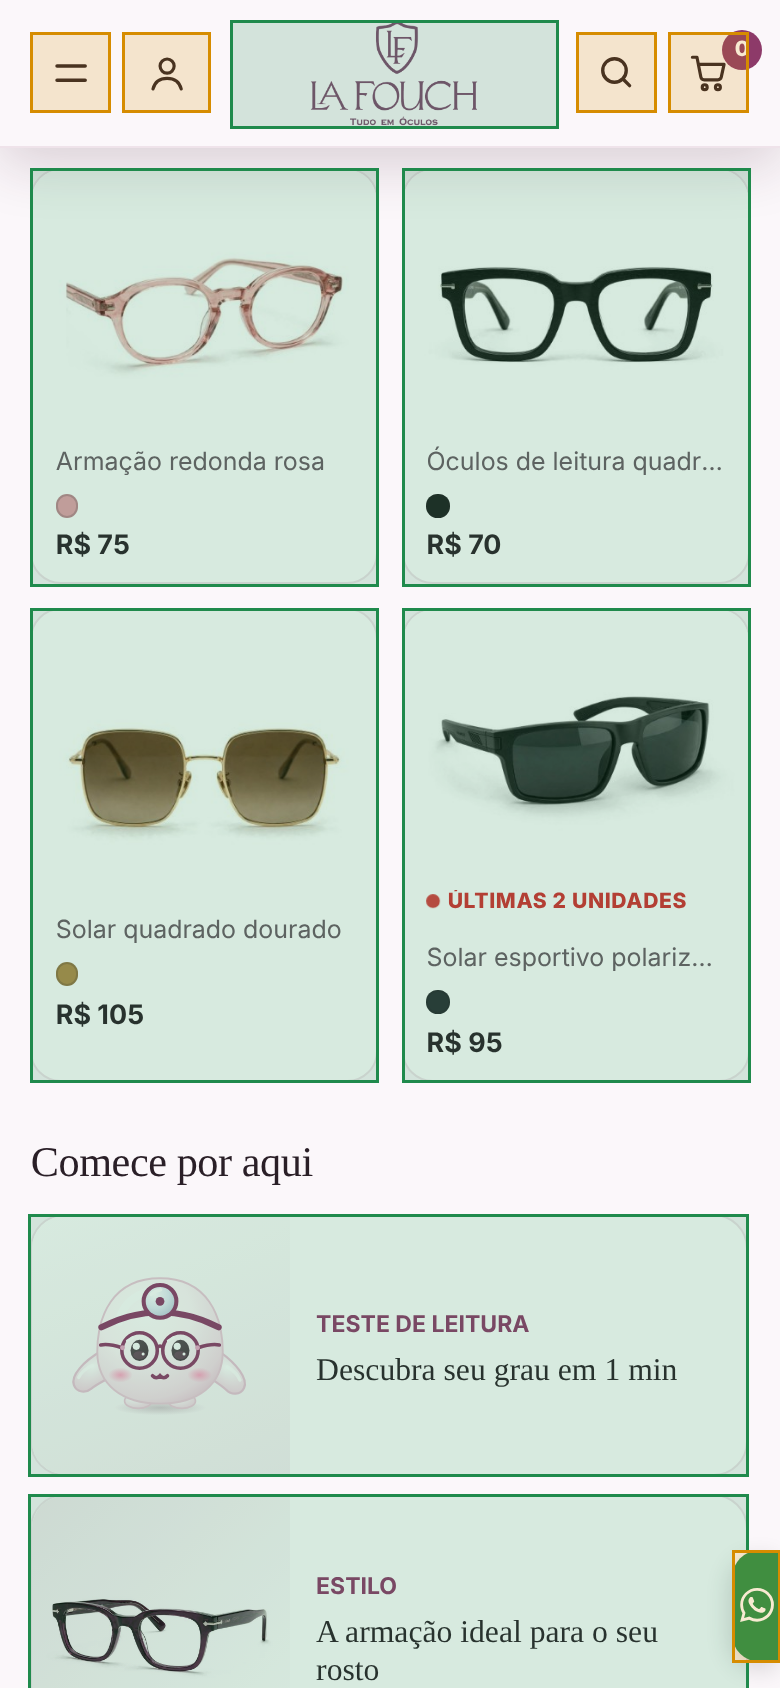 0
LF
LA FOUCH
TUDO EM ÓCULOS
Armação redonda rosa
R$ 75
Óculos de leitura quadr...
R$ 70
Solar quadrado dourado
R$ 105
ÚLTIMAS 2 UNIDADES
Solar esportivo polariz...
R$ 95
Comece por aqui
TESTE DE LEITURA
Descubra seu grau em 1 min
ESTILO
A armação ideal para o seu
rosto